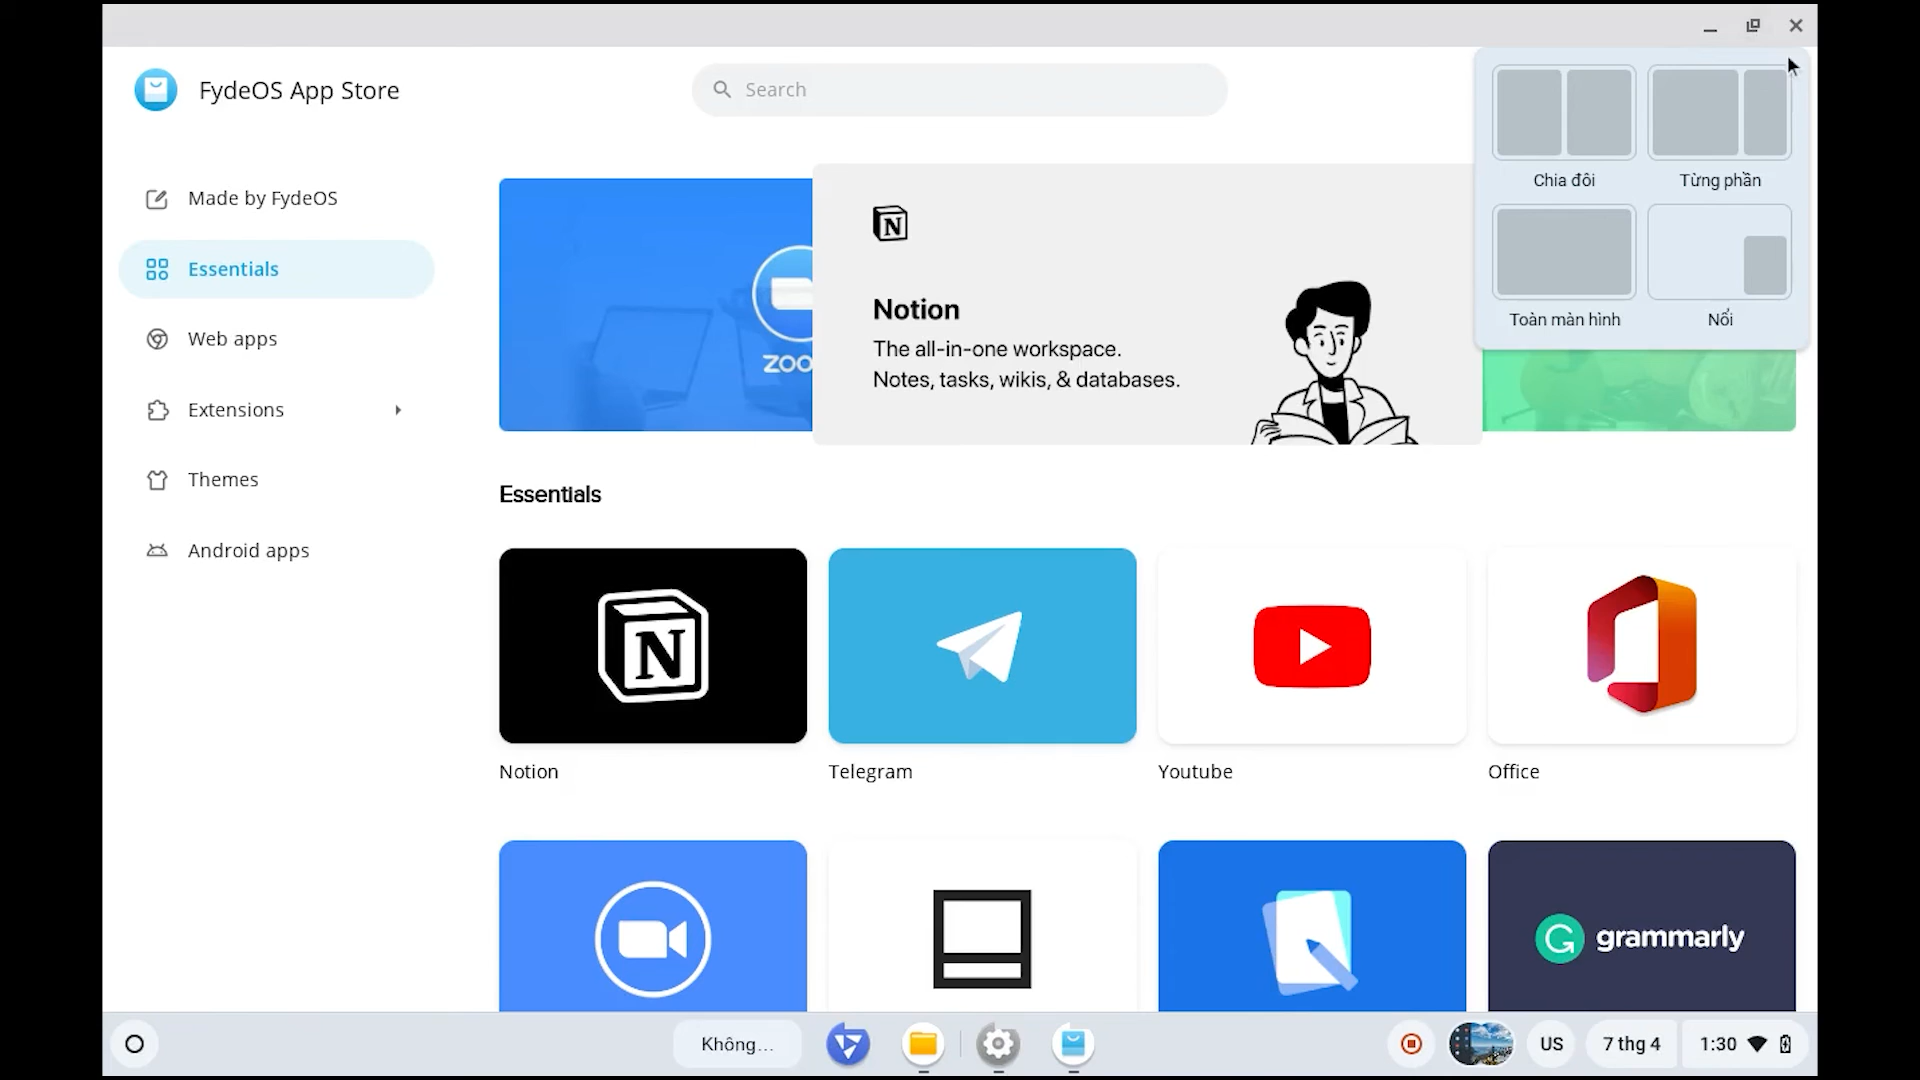 FydeOS App Store
Search
Chia đôi
Từng phần
Toàn màn hình
Nổi
Made by FydeOS
Essentials
Web apps
Extensions
Themes
Android apps
N
Notion
The all-in-one workspace.
Notes, tasks, wikis, & databases.
Essentials
N
Notion
Telegram
Youtube
Office
grammarly
Không...
US
7 thg 4
1:30